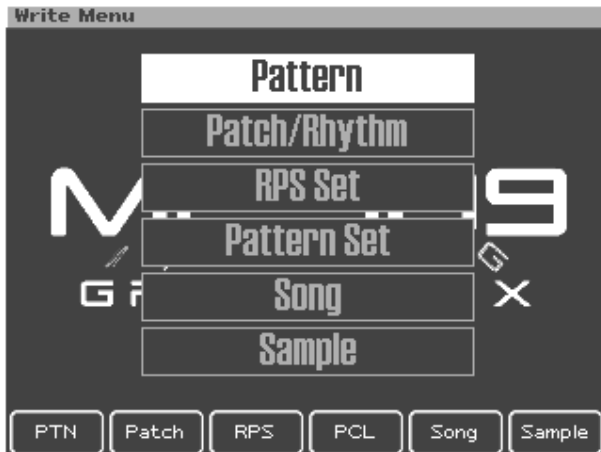 Write Menu
Pattern
Patch/Rhythm
RPS Set
Pattern Set
Song
Sample
PTN Patch RPS PCL Song Sample